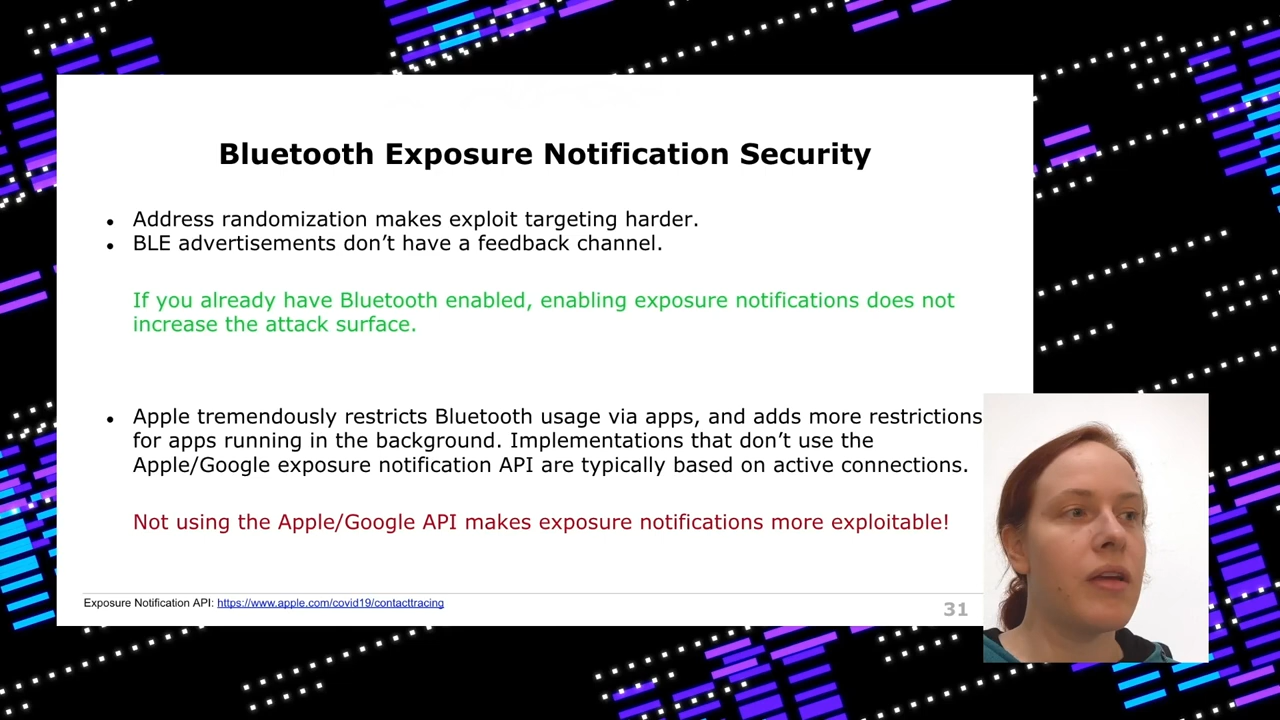 Bluetooth Exposure Notification Security
• Address randomization makes exploit targeting harder.
• BLE advertisements don’t have a feedback channel.
If you already have Bluetooth enabled, enabling exposure notifications does not
increase the attack surface.
• Apple tremendously restricts Bluetooth usage via apps, and adds more restrictions
for apps running in the background. Implementations that don’t use the
Apple/Google exposure notification API are typically based on active connections.
Not using the Apple/Google API makes exposure notifications more exploitable!
Exposure Notification API: https://www.apple.com/covid19/contacttracing
31